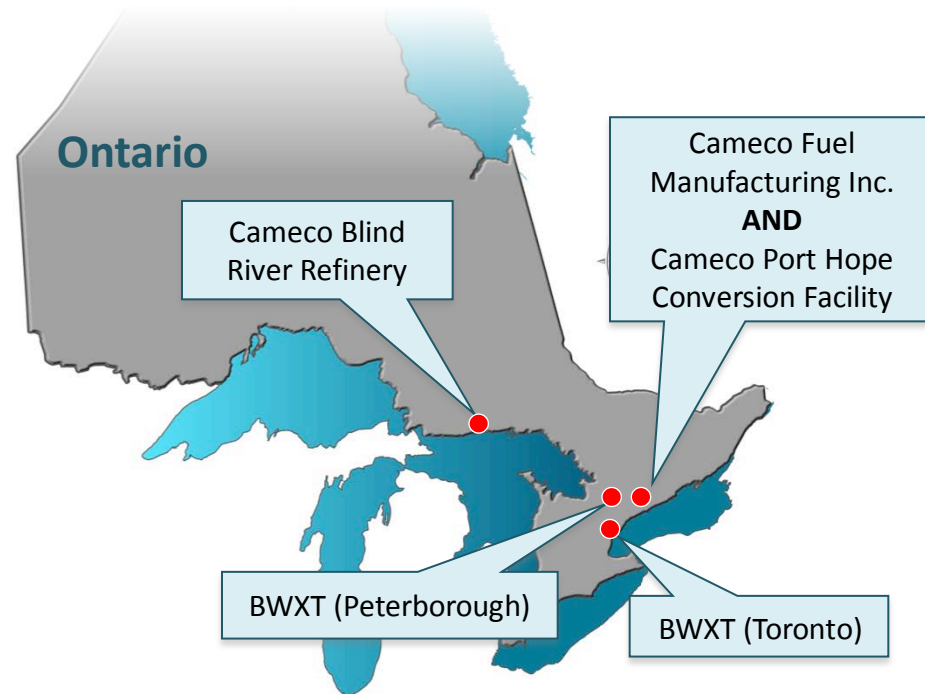 Ontario
Cameco Blind
River Refinery
Cameco Fuel
Manufacturing Inc.
AND
Cameco Port Hope
Conversion Facility
BWXT (Peterborough)
BWXT (Toronto)